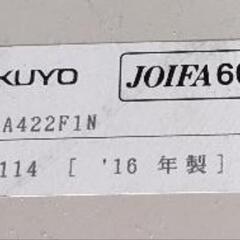 KUYO JOIFA60
A422F1N
114 [ '16 年製]